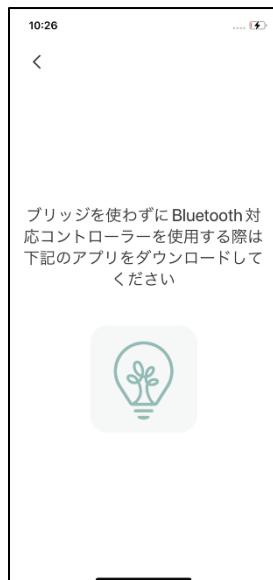 10:26
ブリッジを使わずにBluetooth対
応コントローラーを使用する際は
下記のアプリをダウンロードして
ください